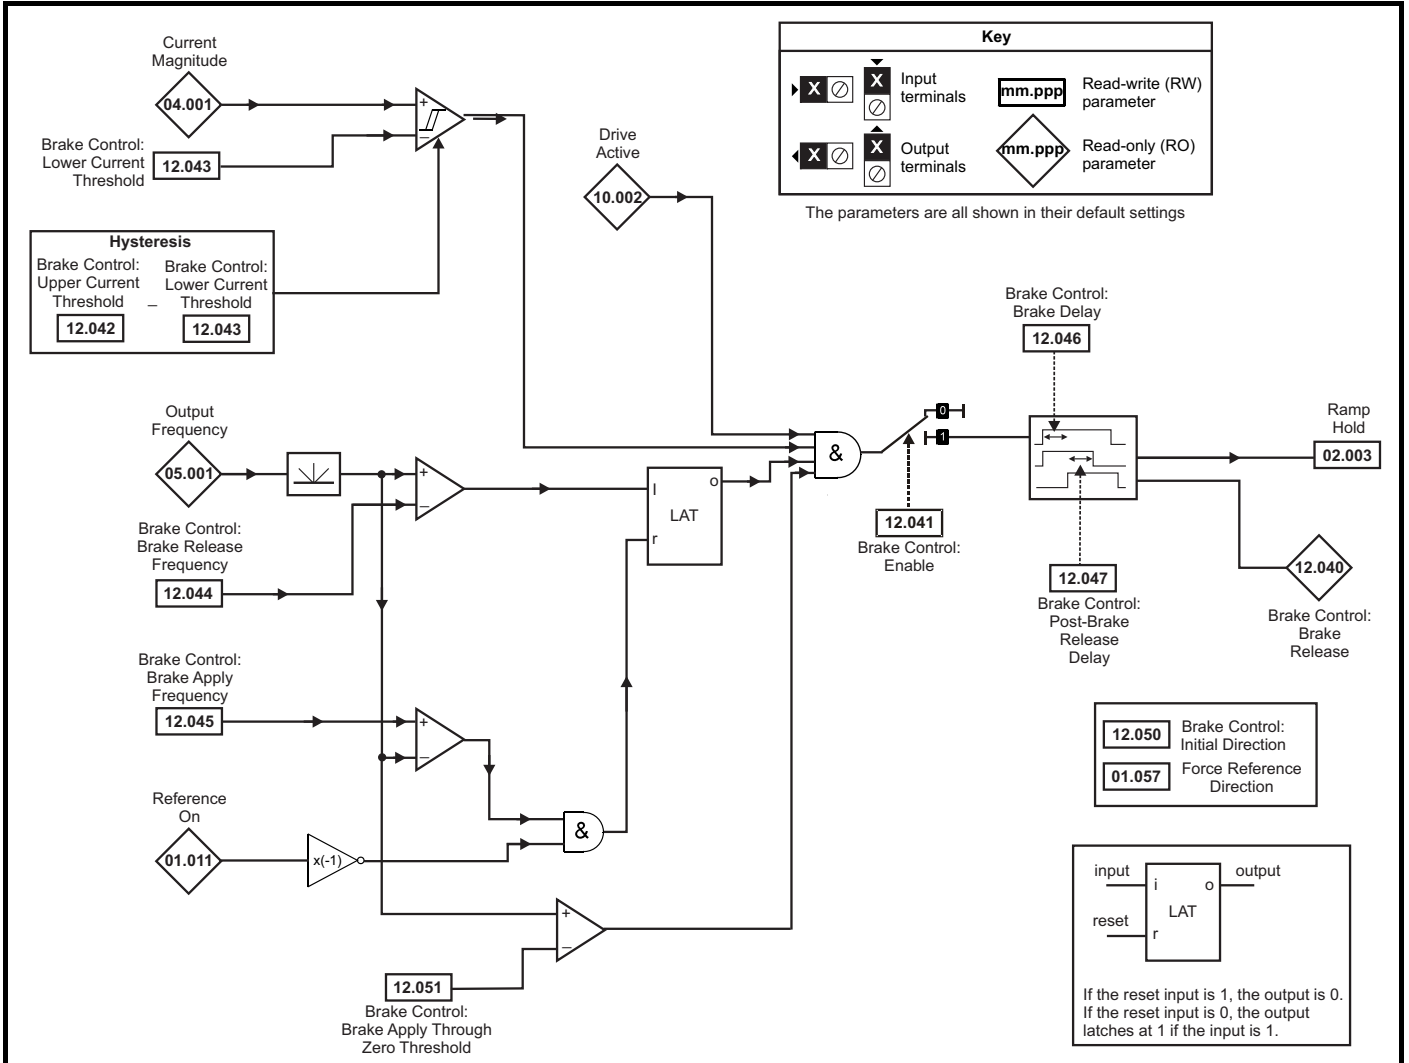 Current
Magnitude
04.001
+
–
Brake Control:
Lower Current
Threshold
12.043
Hysteresis
Brake Control:
Upper Current
Threshold
12.042
–
Brake Control:
Lower Current
Threshold
12.043
Drive
Active
10.002
Key
X
X
Input
terminals
X
X
Output
terminals
mm.ppp
Read-write (RW)
parameter
mm.ppp
Read-only (RO)
parameter
The parameters are all shown in their default settings
Output
Frequency
05.001
+
–
Brake Control:
Brake Release
Frequency
12.044
I
o
LAT
r
&
0
1
12.041
Brake Control:
Enable
Brake Control:
Brake Delay
12.046
12.047
Brake Control:
Post-Brake
Release
Delay
Ramp
Hold
02.003
12.040
Brake Control:
Brake
Release
Brake Control:
Brake Apply
Frequency
12.045
+
–
Reference
On
01.011
x(-1)
&
+
–
12.051
Brake Control:
Brake Apply Through
Zero Threshold
12.050
Brake Control:
Initial Direction
01.057
Force Reference
Direction
input
i
o
output
LAT
reset
r
If the reset input is 1, the output is 0.
If the reset input is 0, the output
latches at 1 if the input is 1.